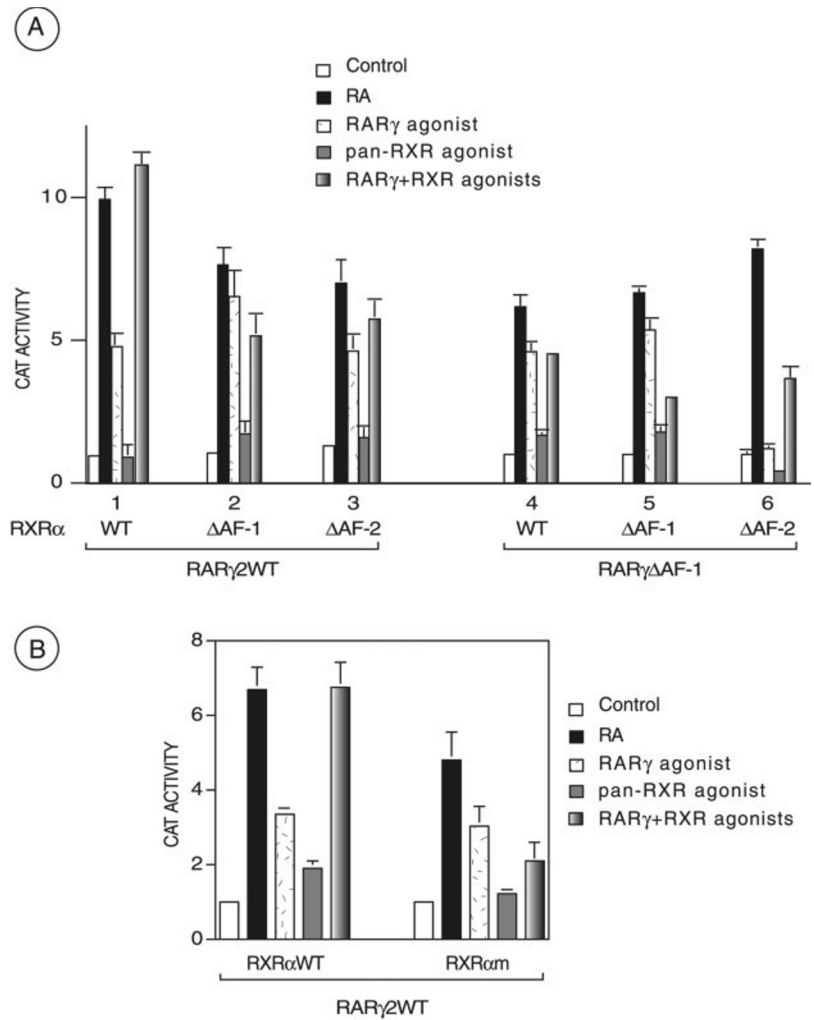 A
Control
RA
RARγ agonist
pan-RXR agonist
RARγ+RXR agonists
10
5
0
CAT ACTIVITY
1 2 3 4 5 6
RXRα WT ΔAF-1 ΔAF-2 WT ΔAF-1 ΔAF-2
RARγ2WT RARγΔAF-1
B
8
6
4
2
0
CAT ACTIVITY
Control
RA
RARγ agonist
pan-RXR agonist
RARγ+RXR agonists
RXRαWT RXRαm
RARγ2WT